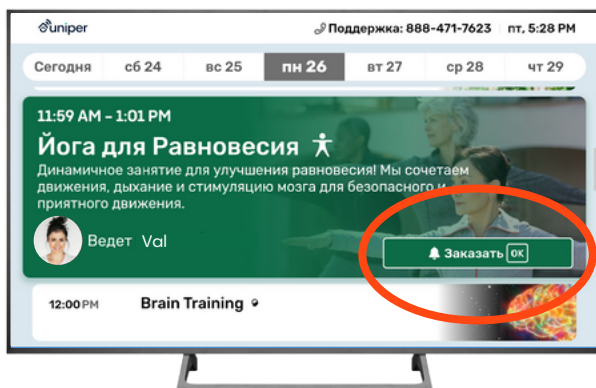 uniper
Поддержка: 888-471-7623 пт, 5:28 PM
Сегодня сб 24 вс 25 пн 26 вт 27 ср 28 чт 29
11:59 AM – 1:01 PM
Йога для Равновесия
Динамичное занятие для улучшения равновесия! Мы сочетаем
движения, дыхание и стимуляцию мозга для безопасного и
приятного движения.
Ведет Val
Заказать OK
12:00 PM Brain Training